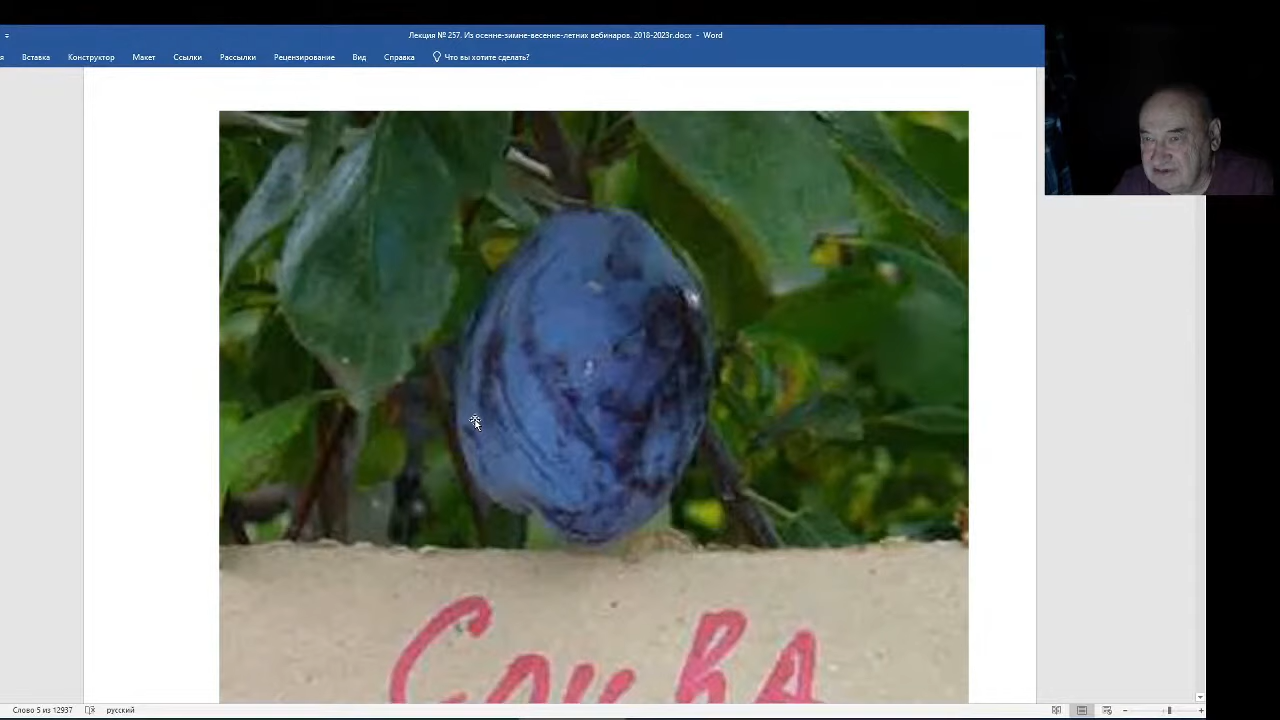 Лекция № 257. Из осенне-зимне-весенне-летних вебинаров. 2018-2023г.docx - Word
я Вставка Конструктор Макет Ссылки Рассылки Рецензирование Вид Справка Что вы хотите сделать?
Слива
Слово 5 из 12937 русский